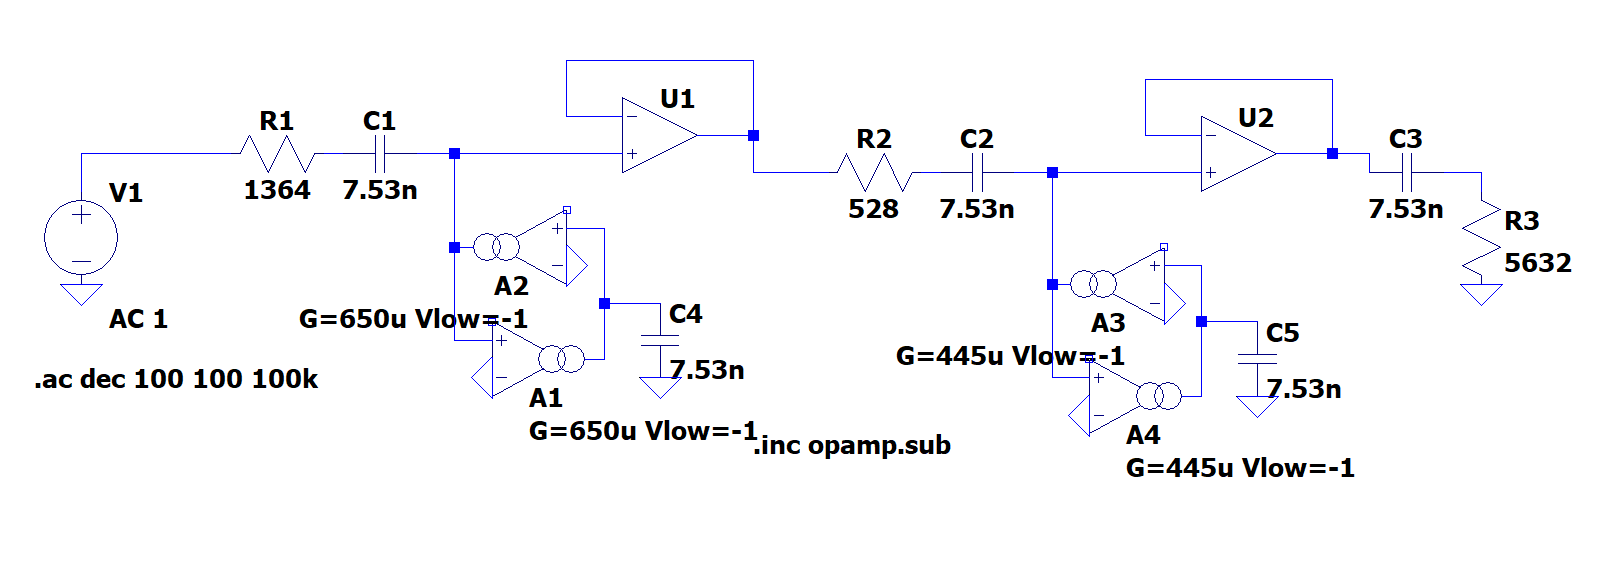 U1
U2
R1
C1
R2
C2
C3
1364
7.53n
528
7.53n
7.53n
V1
R3
5632
A2
C4
A3
C5
AC 1
G=650u Vlow=-1
G=445u Vlow=-1
.ac dec 100 100 100k
7.53n
7.53n
A1
G=650u Vlow=-1
.inc opamp.sub
A4
G=445u Vlow=-1